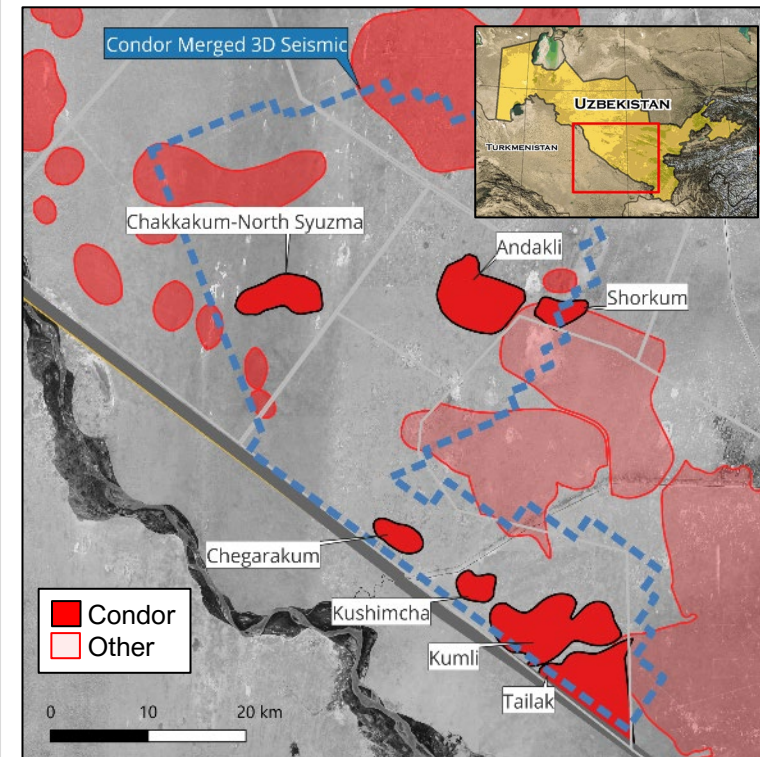 Condor Merged 3D Seismic
UZBEKISTAN
TURKMENISTAN
Chakkakum-North Syuzma
Andakli
Shorkum
Chegarakum
Kushimcha
Kumli
Tailak
Condor
Other
0 10 20 km